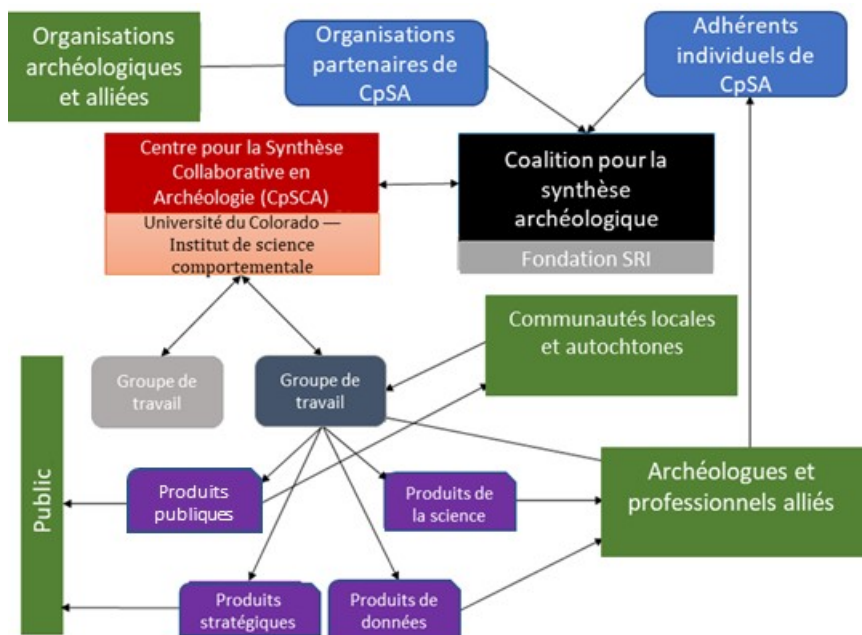 Organisations
archéologiques
et alliées
Organisations
partenaires de
CpSA
Adhérents
individuels de
CpSA
Centre pour la Synthèse
Collaborative en
Archéologie (CpSCA)
Université du Colorado —
Institut de science
comportementale
Coalition pour la
synthèse
archéologique
Fondation SRI
Communautés locales
et autochtones
Groupe de
travail
Groupe de
travail
Public
Produits
publiques
Produits de
la science
Archéologues et
professionnels alliés
Produits
stratégiques
Produits de
données